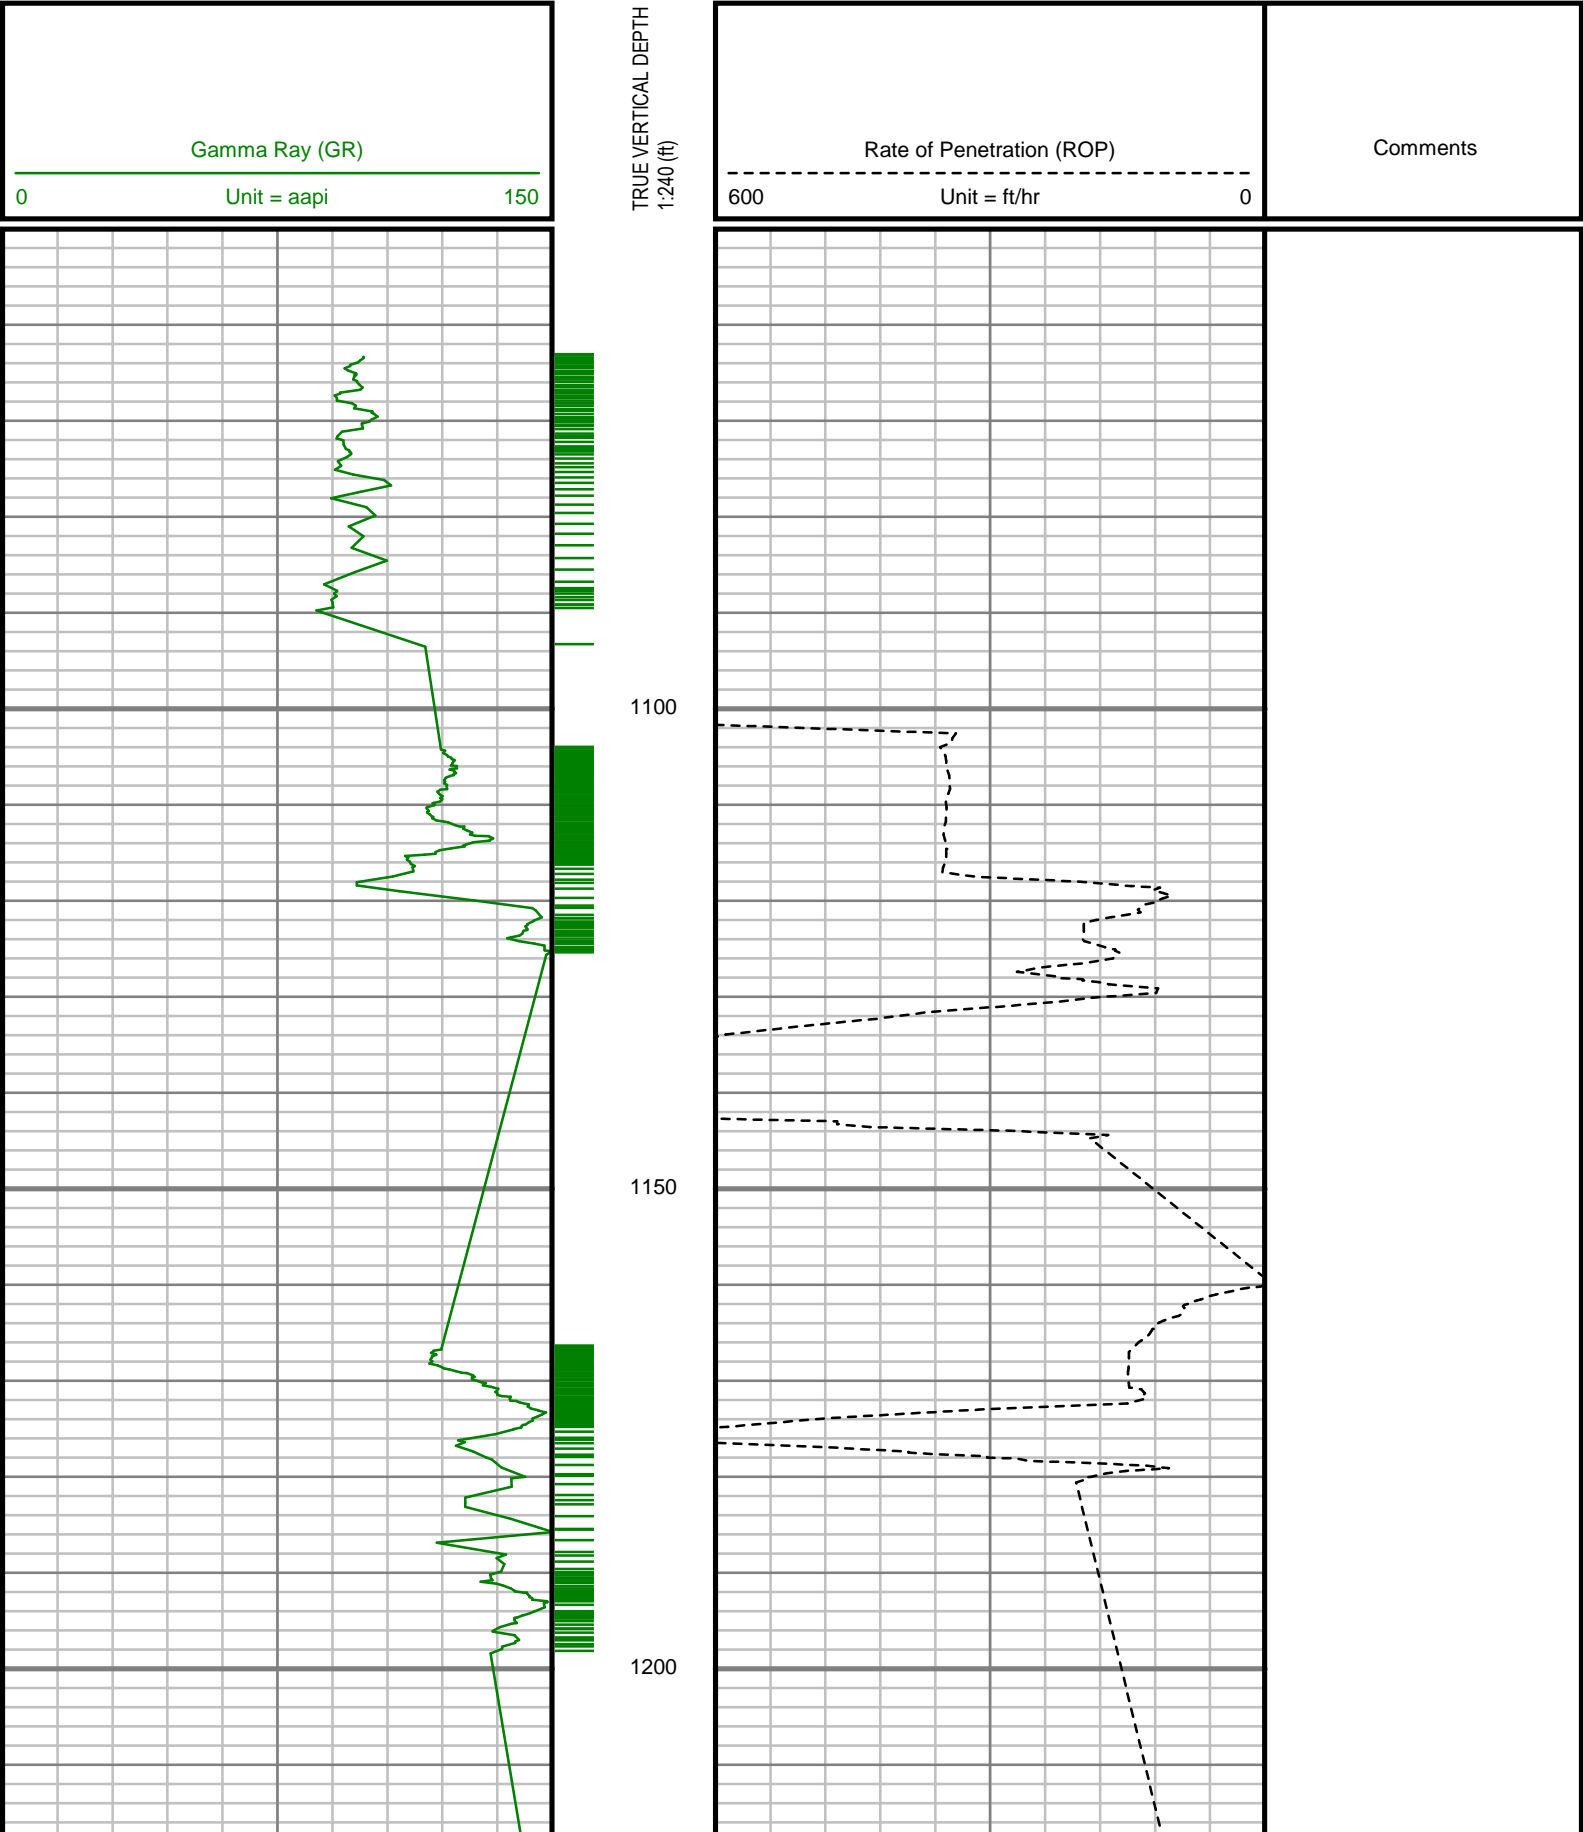 Gamma Ray (GR)
0 Unit = aapi 150
TRUE VERTICAL DEPTH
1:240 (ft)
Rate of Penetration (ROP)
600 Unit = ft/hr 0
Comments
1100
1150
1200